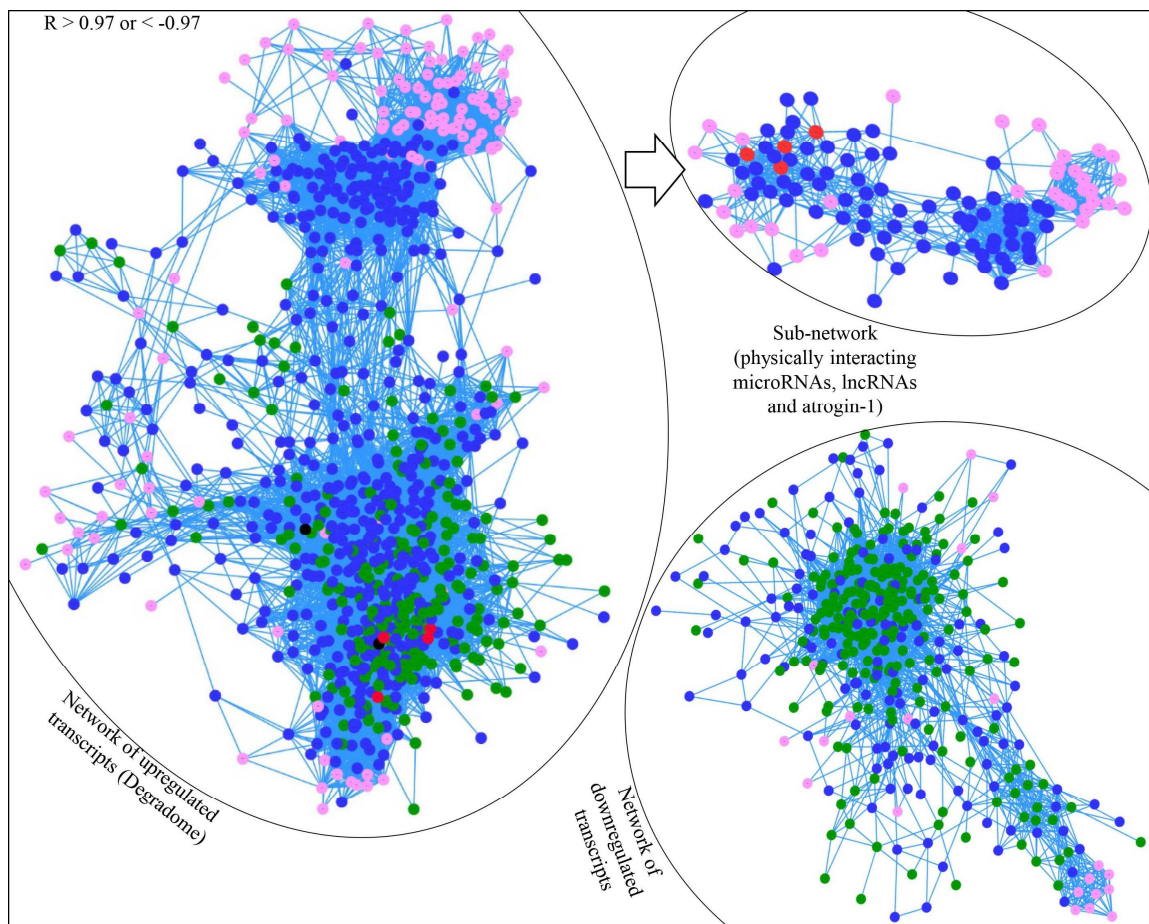 R > 0.97 or < -0.97
Sub-network
(physically interacting
microRNAs, lncRNAs
and atrogin-1)
Network of upregulated
transcripts (Degradome)
Network of
downregulated
transcripts